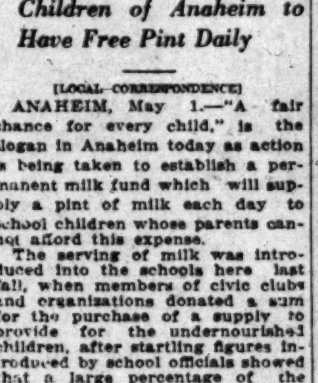 Children of Anaheim to
Have Free Pint Daily
[LOCAL CORRESPONDENCE]
ANAHEIM, May 1.—"A fair
chance for every child," is the
slogan in Anaheim today as action
is being taken to establish a per-
manent milk fund which will sup-
ply a pint of milk each day to
school children whose parents can-
not afford this expense.
The serving of milk was intro-
duced into the schools here last
fall, when members of civic clubs
and organizations donated a sum
for the purchase of a supply to
provide for the undernourished
children, after startling figures in-
troduced by school officials showed
that a large percentage of the